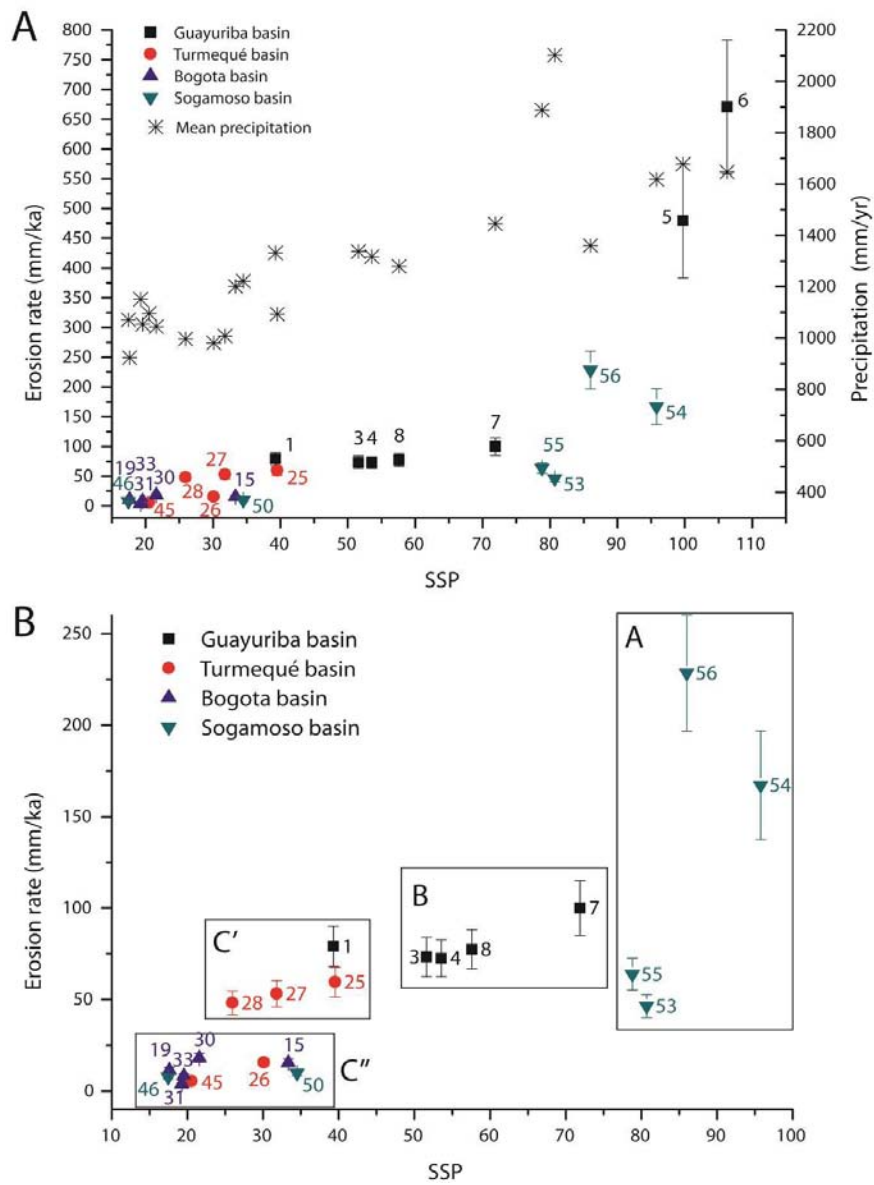 A
Guayuriba basin
Turmequé basin
Bogota basin
Sogamoso basin
Mean precipitation
Erosion rate (mm/ka)
800
750
700
650
600
550
500
450
400
350
300
250
200
150
100
50
0
Precipitation (mm/yr)
2200
2000
1800
1600
1400
1200
1000
800
600
400
6
5
56
54
7
1
3 4 8
55
53
19 33
46 31 30
27
28
26
45
15
25
50
20 30 40 50 60 70 80 90 100 110
SSP
B
Guayuriba basin
Turmequé basin
Bogota basin
Sogamoso basin
Erosion rate (mm/ka)
250
200
150
100
50
0
A
56
54
55
53
B
3 4 8
7
C'
1
28 27 25
C"
19 33 30
46 31 45
26
15
50
10 20 30 40 50 60 70 80 90 100
SSP